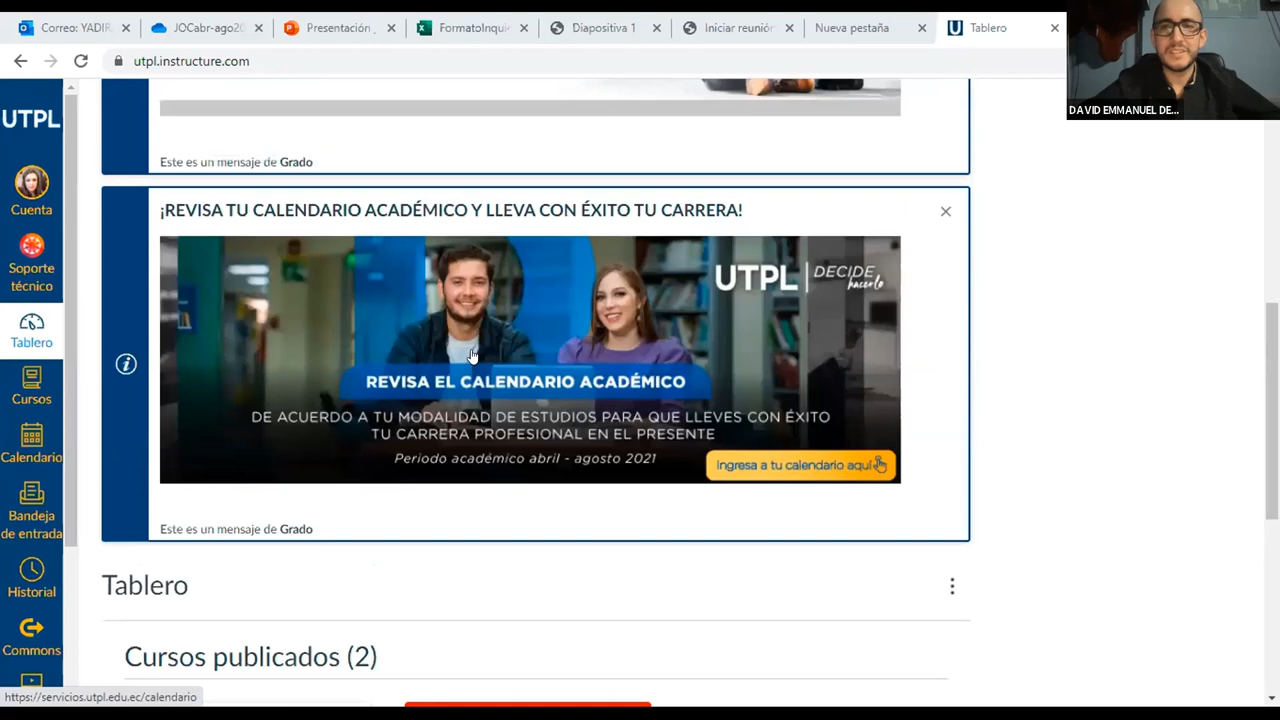 Correo: YADIR
JOCabr-ago20
Presentación
FormatoInqui
Diapositiva 1
Iniciar reunión
Nueva pestaña
Tablero
utpl.instructure.com
DAVID EMMANUEL DE...
UTPL
Cuenta
Soporte
técnico
Tablero
Cursos
Calendario
Bandeja
de entrada
Historial
Commons
Este es un mensaje de Grado
¡REVISA TU CALENDARIO ACADÉMICO Y LLEVA CON ÉXITO TU CARRERA!
UTPL DECIDE
hacerlo
REVISA EL CALENDARIO ACADÉMICO
DE ACUERDO A TU MODALIDAD DE ESTUDIOS PARA QUE LLEVES CON ÉXITO
TU CARRERA PROFESIONAL EN EL PRESENTE
Periodo académico abril - agosto 2021
Ingresa a tu calendario aquí
Este es un mensaje de Grado
Tablero
Cursos publicados (2)
https://servicios.utpl.edu.ec/calendario